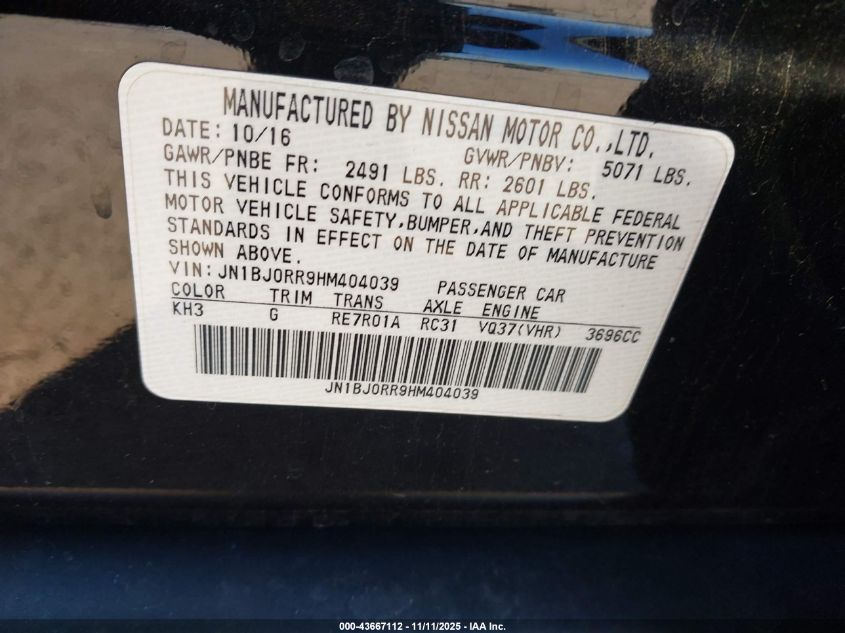 MANUFACTURED BY NISSAN MOTOR CO.,LTD.
DATE: 10/16 GVWR/PNBV: 5071 LBS.
GAWR/PNBE FR: 2491 LBS. RR: 2601 LBS.
THIS VEHICLE CONFORMS TO ALL APPLICABLE FEDERAL
MOTOR VEHICLE SAFETY,BUMPER,AND THEFT PREVENTION
STANDARDS IN EFFECT ON THE DATE OF MANUFACTURE
SHOWN ABOVE.
VIN: JN1BJ0RR9HM404039 PASSENGER CAR
COLOR TRIM TRANS AXLE ENGINE
KH3 G RE7R01A RC31 VQ37(VHR) 3696CC
JN1BJ0RR9HM404039
000-43667112 - 11/11/2025 - IAA Inc.